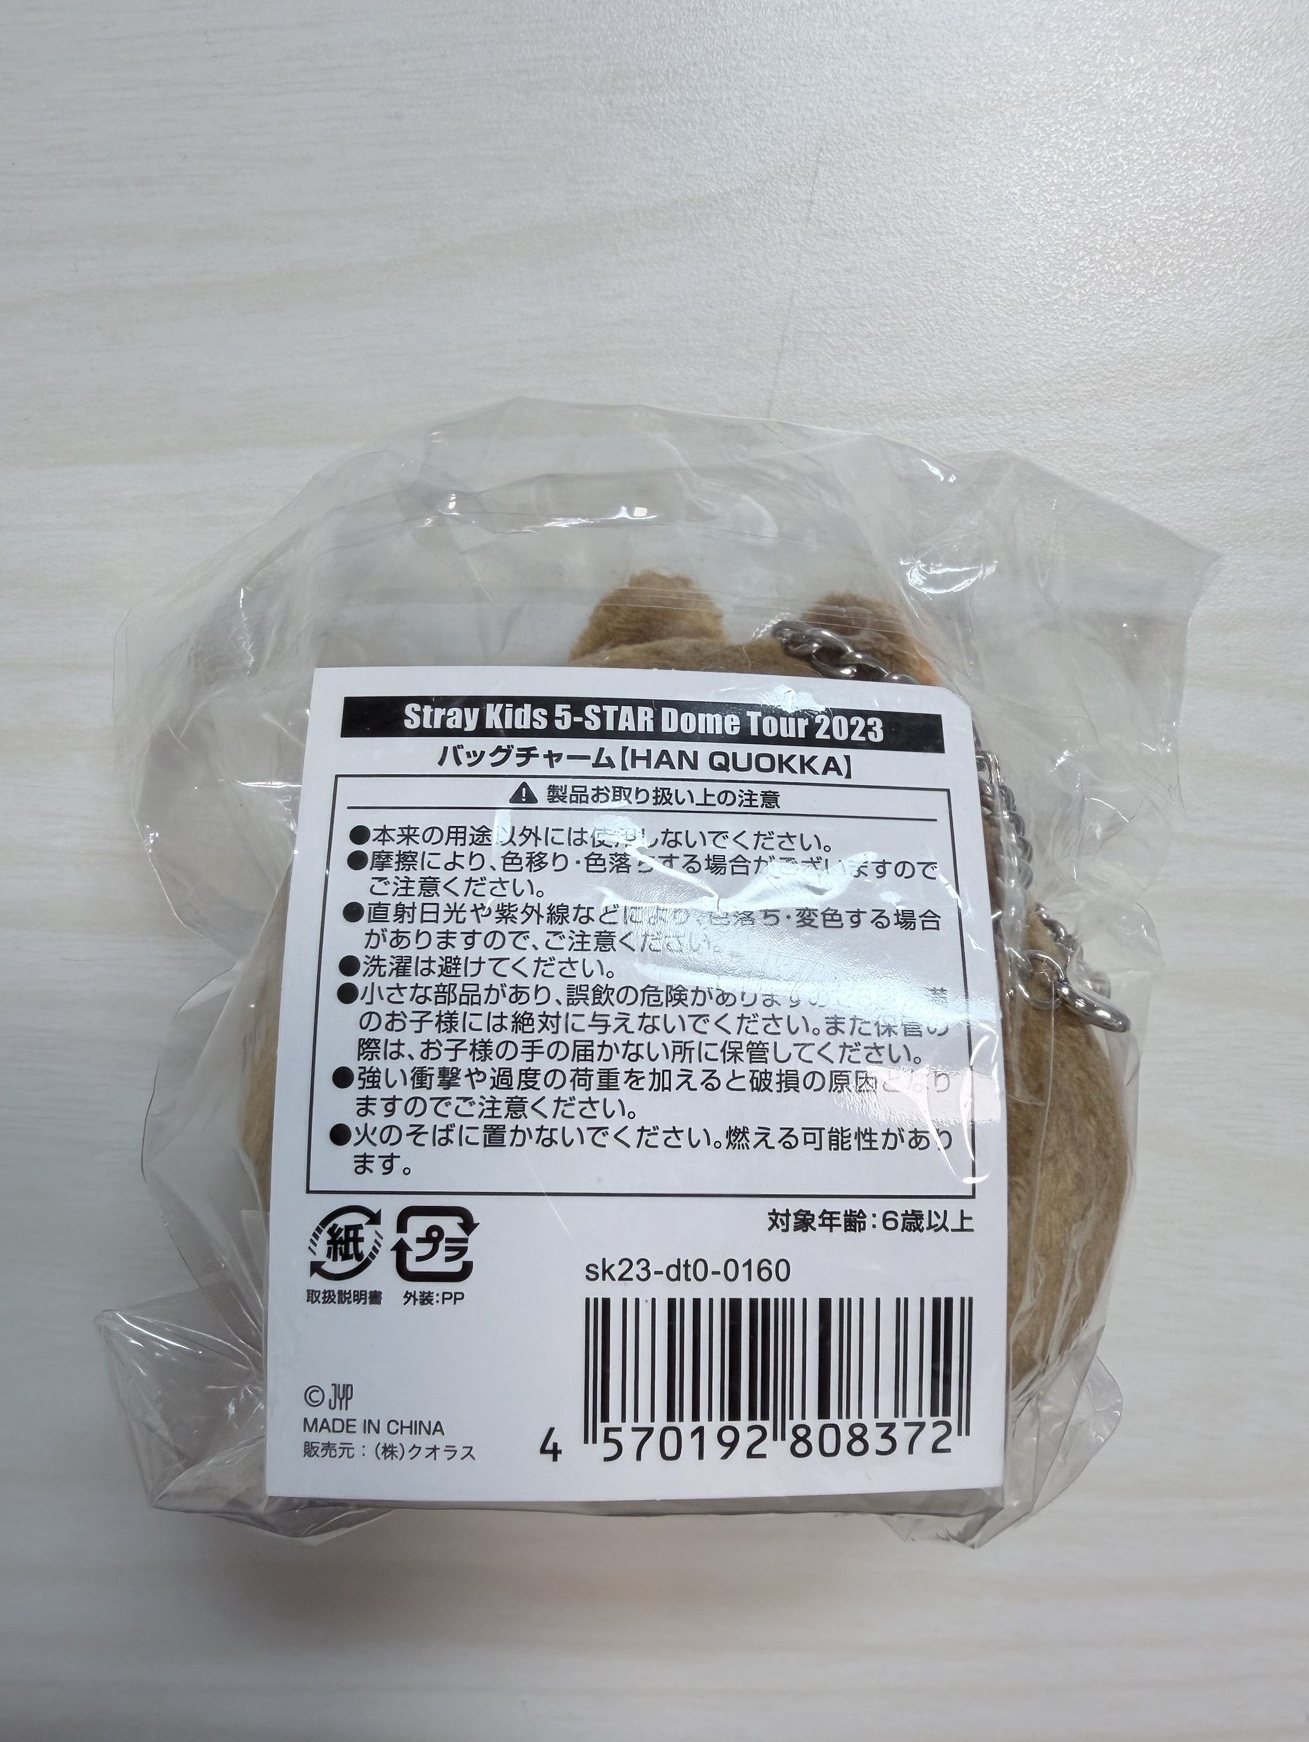 Stray Kids 5-STAR Dome Tour 2023
バッグチャーム【HAN QUOKKA】
製品お取り扱い上の注意
●本来の用途以外には使用しないでください。
●摩擦により、色移り・色落ちする場合がございますので
ご注意ください。
●直射日光や紫外線などにより、色落ち・変色する場合
がありますので、ご注意ください。
●洗濯は避けてください。
●小さな部品があり、誤飲の危険がありますの
のお子様には絶対に与えないでください。また保管の
際は、お子様の手の届かない所に保管してください。
●強い衝撃や過度の荷重を加えると破損の原因となり
ますのでご注意ください。
●火のそばに置かないでください。燃える可能性があり
ます。
対象年齢：6歳以上
紙
プラ
取扱説明書
外装：PP
sk23-dt0-0160
©JYP
MADE IN CHINA
販売元：(株)クオラス
4 570192 808372